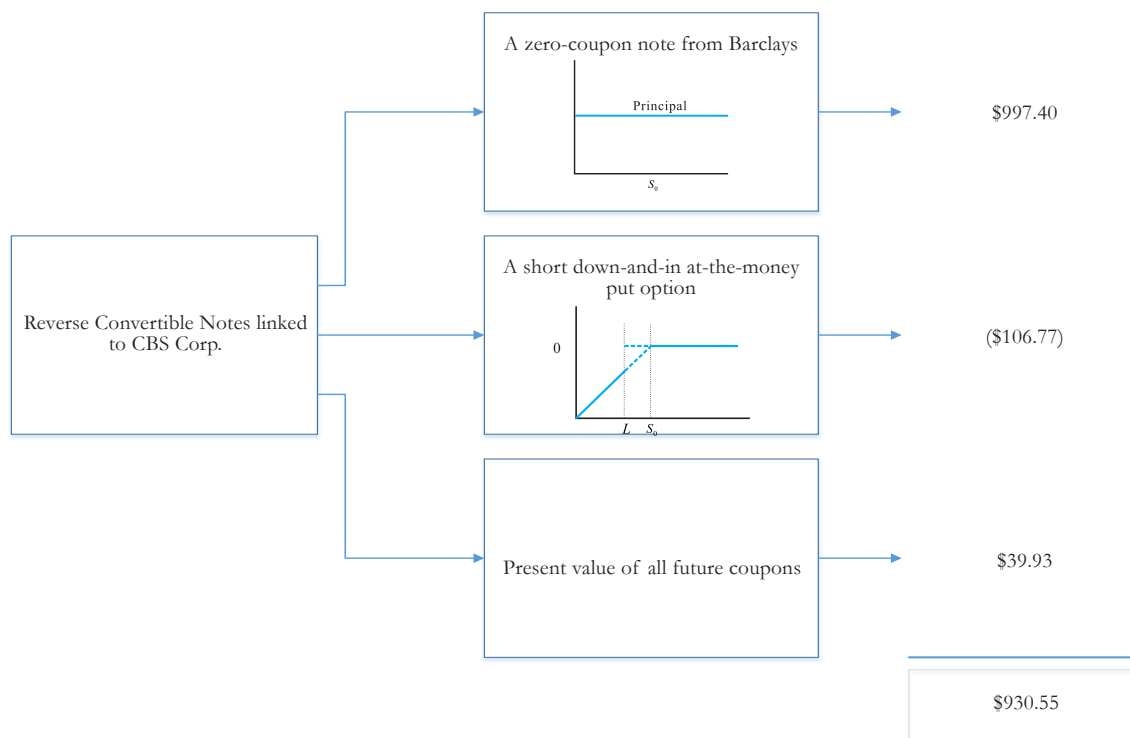 A zero-coupon note from Barclays
Principal
S₀
$997.40
Reverse Convertible Notes linked
to CBS Corp.
A short down-and-in at-the-money
put option
0
L S₀
($106.77)
Present value of all future coupons
$39.93
$930.55